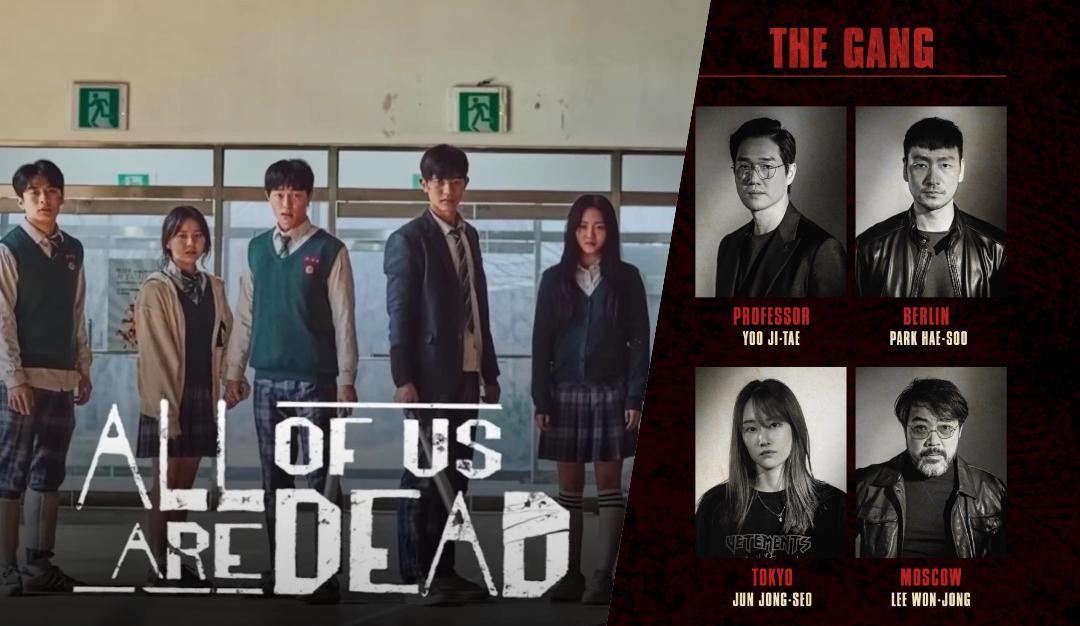 ALL
OF US
ARE
DEAD
THE GANG
PROFESSOR
YOO JI-TAE
BERLIN
PARK HAE-SOO
VETEMENTS
TOKYO
JUN JONG-SEO
MOSCOW
LEE WON-JONG